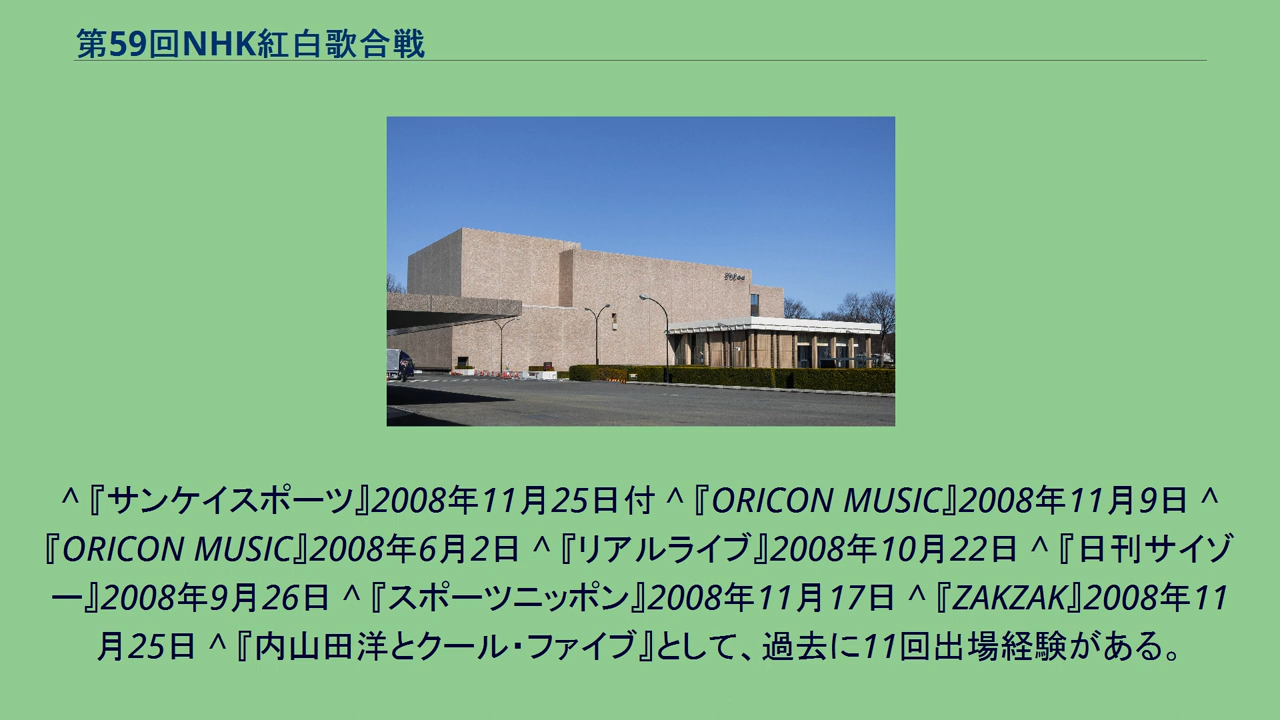 第59回NHK紅白歌合戦
^『サンケイスポーツ』2008年11月25日付 ^『ORICON MUSIC』2008年11月9日 ^
『ORICON MUSIC』2008年6月2日 ^『リアルライブ』2008年10月22日 ^『日刊サイゾ
ー』2008年9月26日 ^『スポーツニッポン』2008年11月17日 ^『ZAKZAK』2008年11
月25日 ^『内山田洋とクール・ファイブ』として、過去に11回出場経験がある。